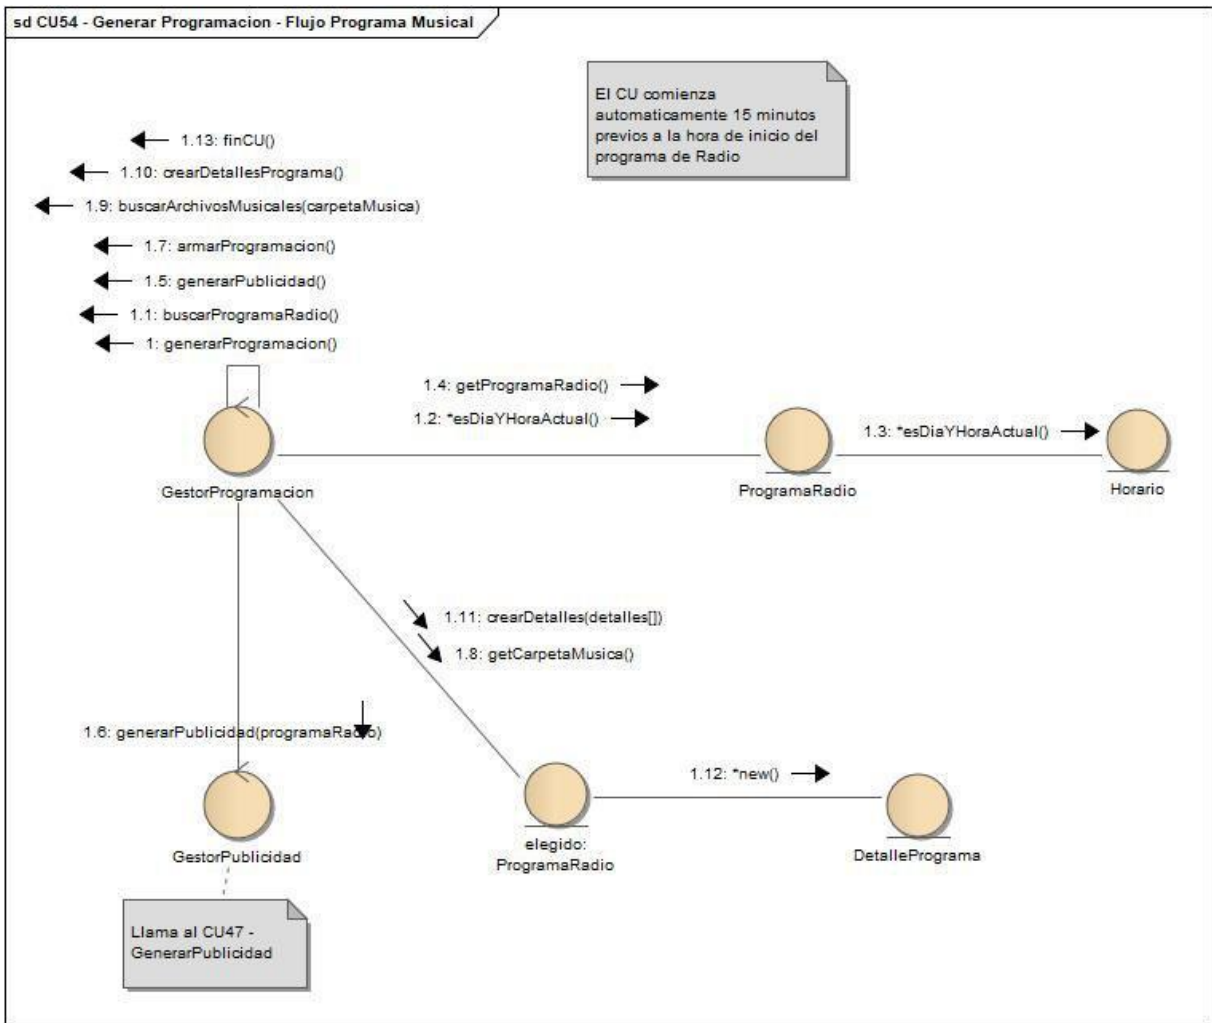 sd CU54 - Generar Programacion - Flujo Programa Musical
El CU comienza
automaticamente 15 minutos
previos a la hora de inicio del
programa de Radio
1.13: finCU()
1.10: crearDetallesPrograma()
1.9: buscarArchivosMusicales(carpetaMusica)
1.7: armarProgramacion()
1.5: generarPublicidad()
1.1: buscarProgramaRadio()
1: generarProgramacion()
1.4: getProgramaRadio()
1.2: *esDiaYHoraActual()
1.3: *esDiaYHoraActual()
GestorProgramacion
ProgramaRadio
Horario
1.11: crearDetalles(detalles[])
1.8: getCarpetaMusica()
1.6: generarPublicidad(programaRadio)
1.12: *new()
GestorPublicidad
elegido:
ProgramaRadio
DetallePrograma
Llama al CU47 -
GenerarPublicidad